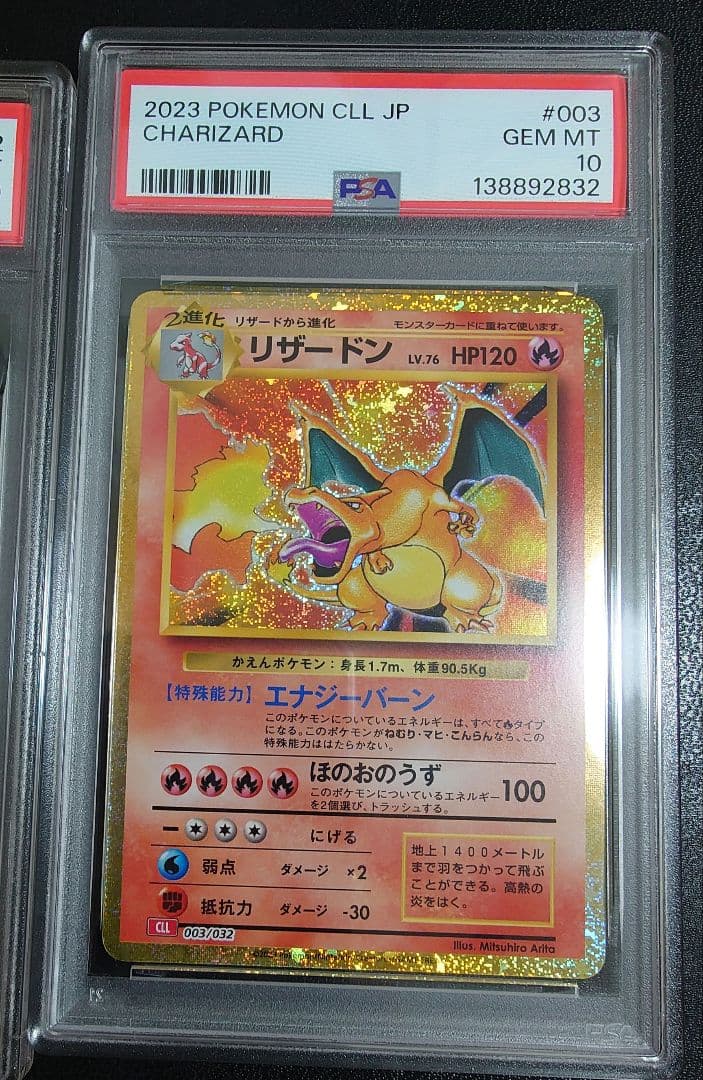 2023 POKEMON CLL JP #003
CHARIZARD GEM MT
10
PSA 138892832
2進化 リザードから進化 モンスターカードに重ねて使います。
リザードン LV.76 HP120
かえんポケモン：身長1.7m、体重90.5Kg
【特殊能力】エナジーバーン
このポケモンについているエネルギーは、すべてタイプ
になる。このポケモンがねむり・マヒ・こんらんなら、この
特殊能力ははたらかない。
ほのおのうず 100
このポケモンについているエネルギー
を2個選び、トラッシュする。
にげる
弱点 ダメージ ×2
抵抗力 ダメージ -30
地上1400メートル
まで羽をつかって飛ぶ
ことができる。高熱の
炎をはく。
CLL 003/032
Illus. Mitsuhiro Arita
PSA